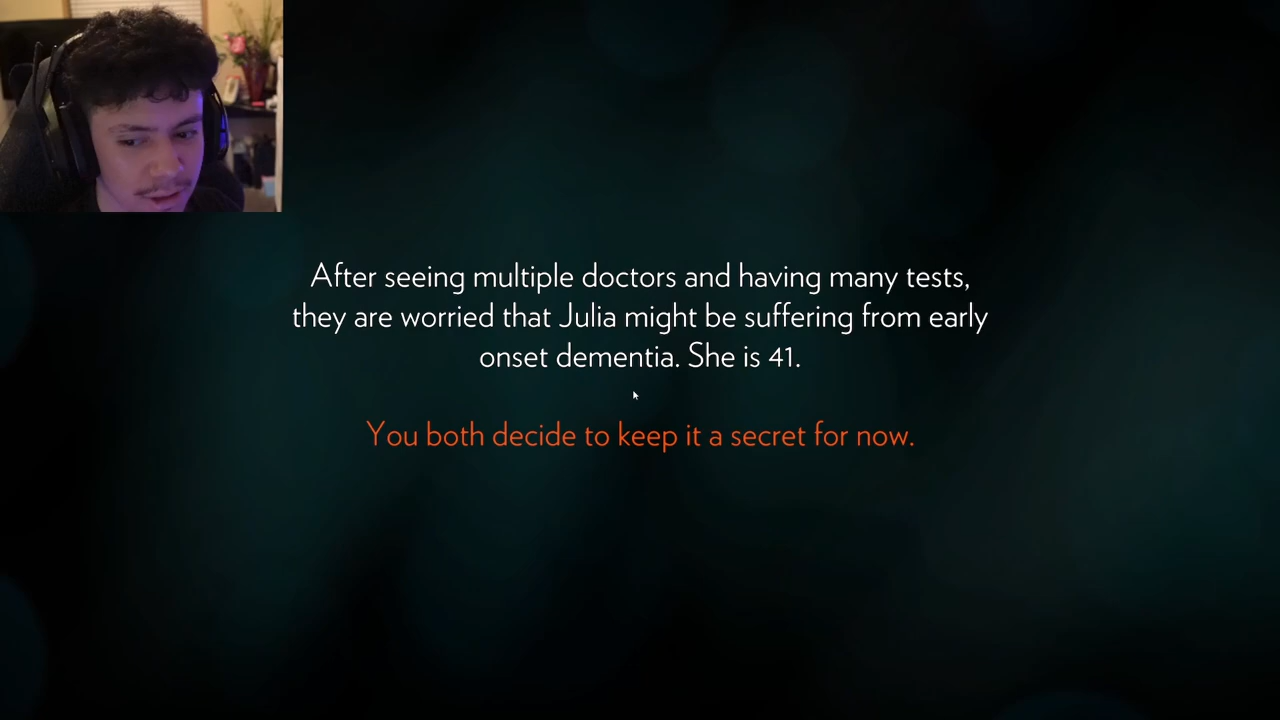 After seeing multiple doctors and having many tests,
they are worried that Julia might be suffering from early
onset dementia. She is 41.
You both decide to keep it a secret for now.